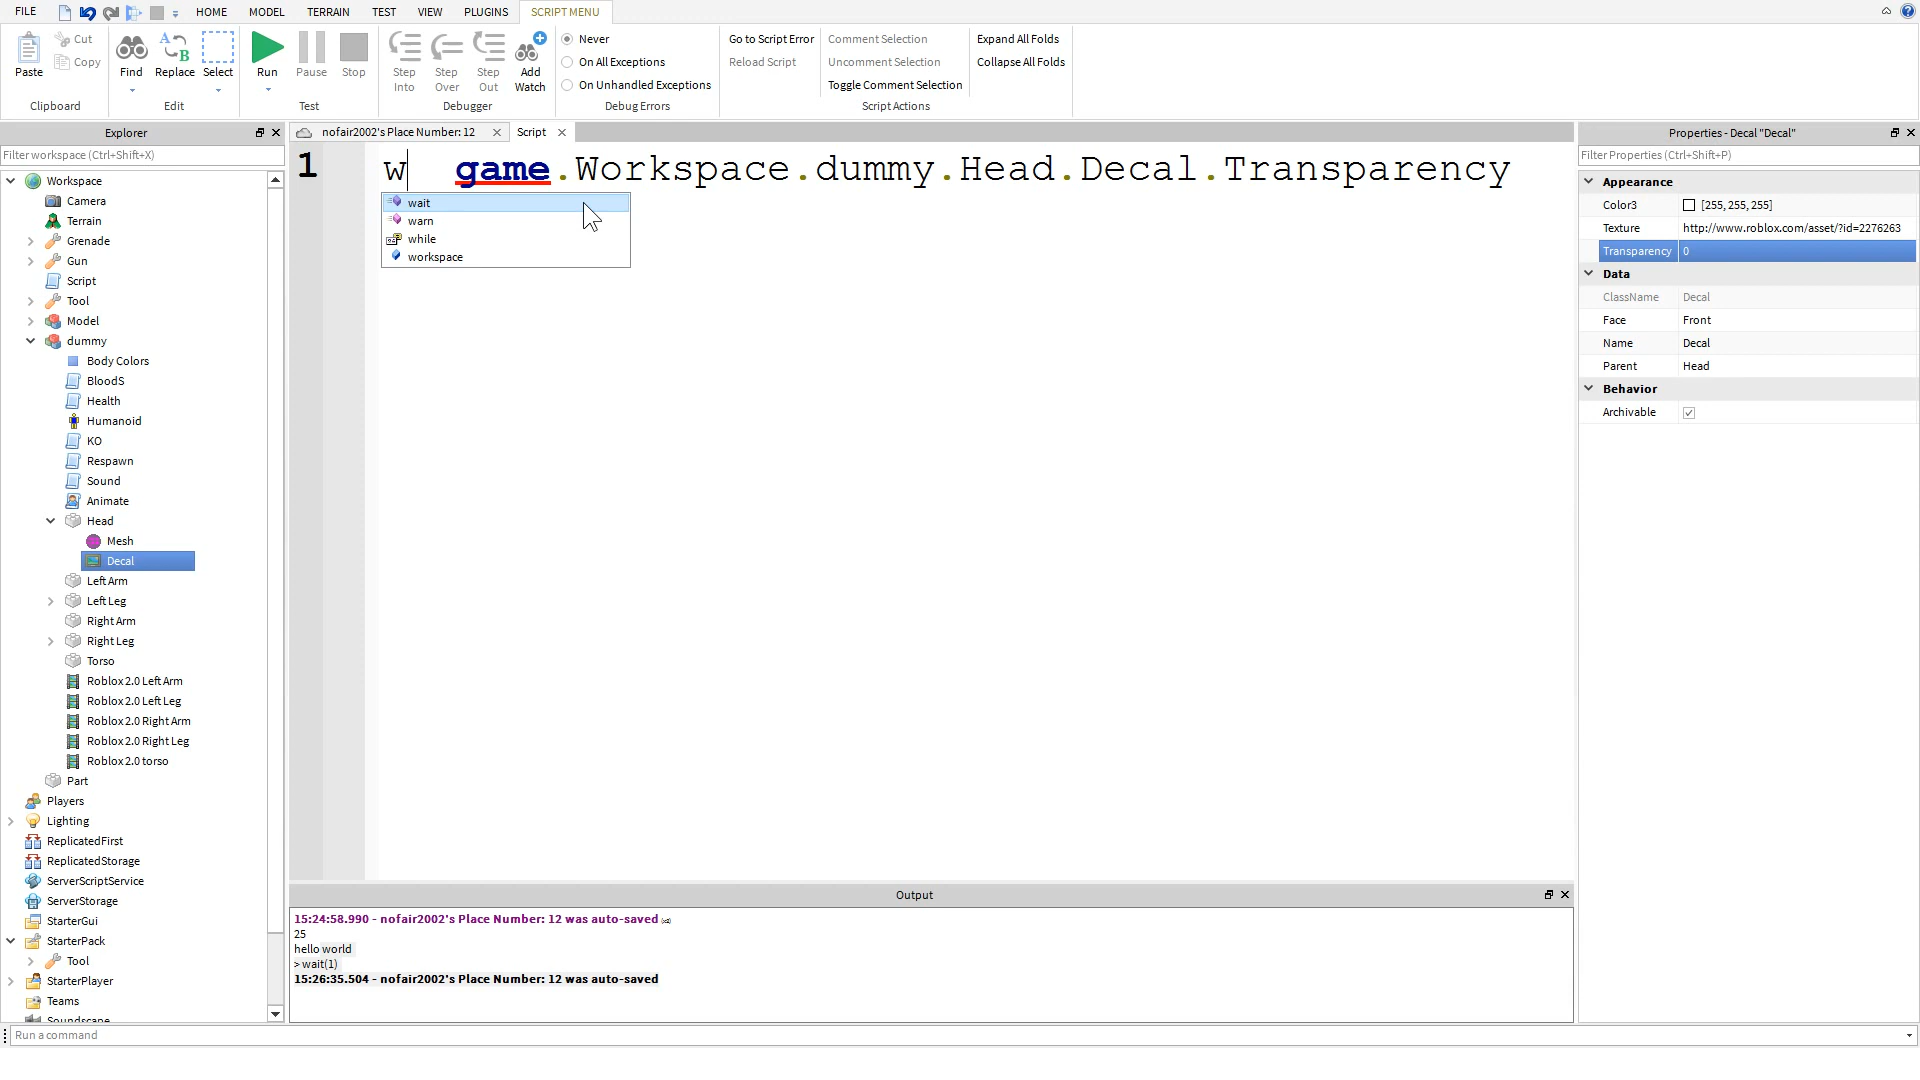 FILE HOME MODEL TERRAIN TEST VIEW PLUGINS SCRIPT MENU
Paste Cut Copy Clipboard
Find Replace Select Edit
Run Pause Stop Test
Step Into Step Over Step Out Add Watch Debugger
Never
On All Exceptions
On Unhandled Exceptions
Debug Errors
Go to Script Error
Reload Script
Comment Selection
Uncomment Selection
Toggle Comment Selection
Script Actions
Expand All Folds
Collapse All Folds
Explorer
Filter workspace (Ctrl+Shift+X)
Workspace
Camera
Terrain
Grenade
Gun
Script
Tool
Model
dummy
Body Colors
BloodS
Health
Humanoid
KO
Respawn
Sound
Animate
Head
Mesh
Decal
Left Arm
Left Leg
Right Arm
Right Leg
Torso
Roblox 2.0 Left Arm
Roblox 2.0 Left Leg
Roblox 2.0 Right Arm
Roblox 2.0 Right Leg
Roblox 2.0 torso
Part
Players
Lighting
ReplicatedFirst
ReplicatedStorage
ServerScriptService
ServerStorage
StarterGui
StarterPack
Tool
StarterPlayer
Teams
Soundscape
nofair2002's Place Number: 12 Script
1 w game.Workspace.dummy.Head.Decal.Transparency
wait
warn
while
workspace
Output
15:24:58.990 - nofair2002's Place Number: 12 was auto-saved
25
hello world
> wait(1)
15:26:35.504 - nofair2002's Place Number: 12 was auto-saved
Properties - Decal "Decal"
Filter Properties (Ctrl+Shift+P)
Appearance
Color3 [255, 255, 255]
Texture http://www.roblox.com/asset/?id=2276263
Transparency 0
Data
ClassName Decal
Face Front
Name Decal
Parent Head
Behavior
Archivable
Run a command